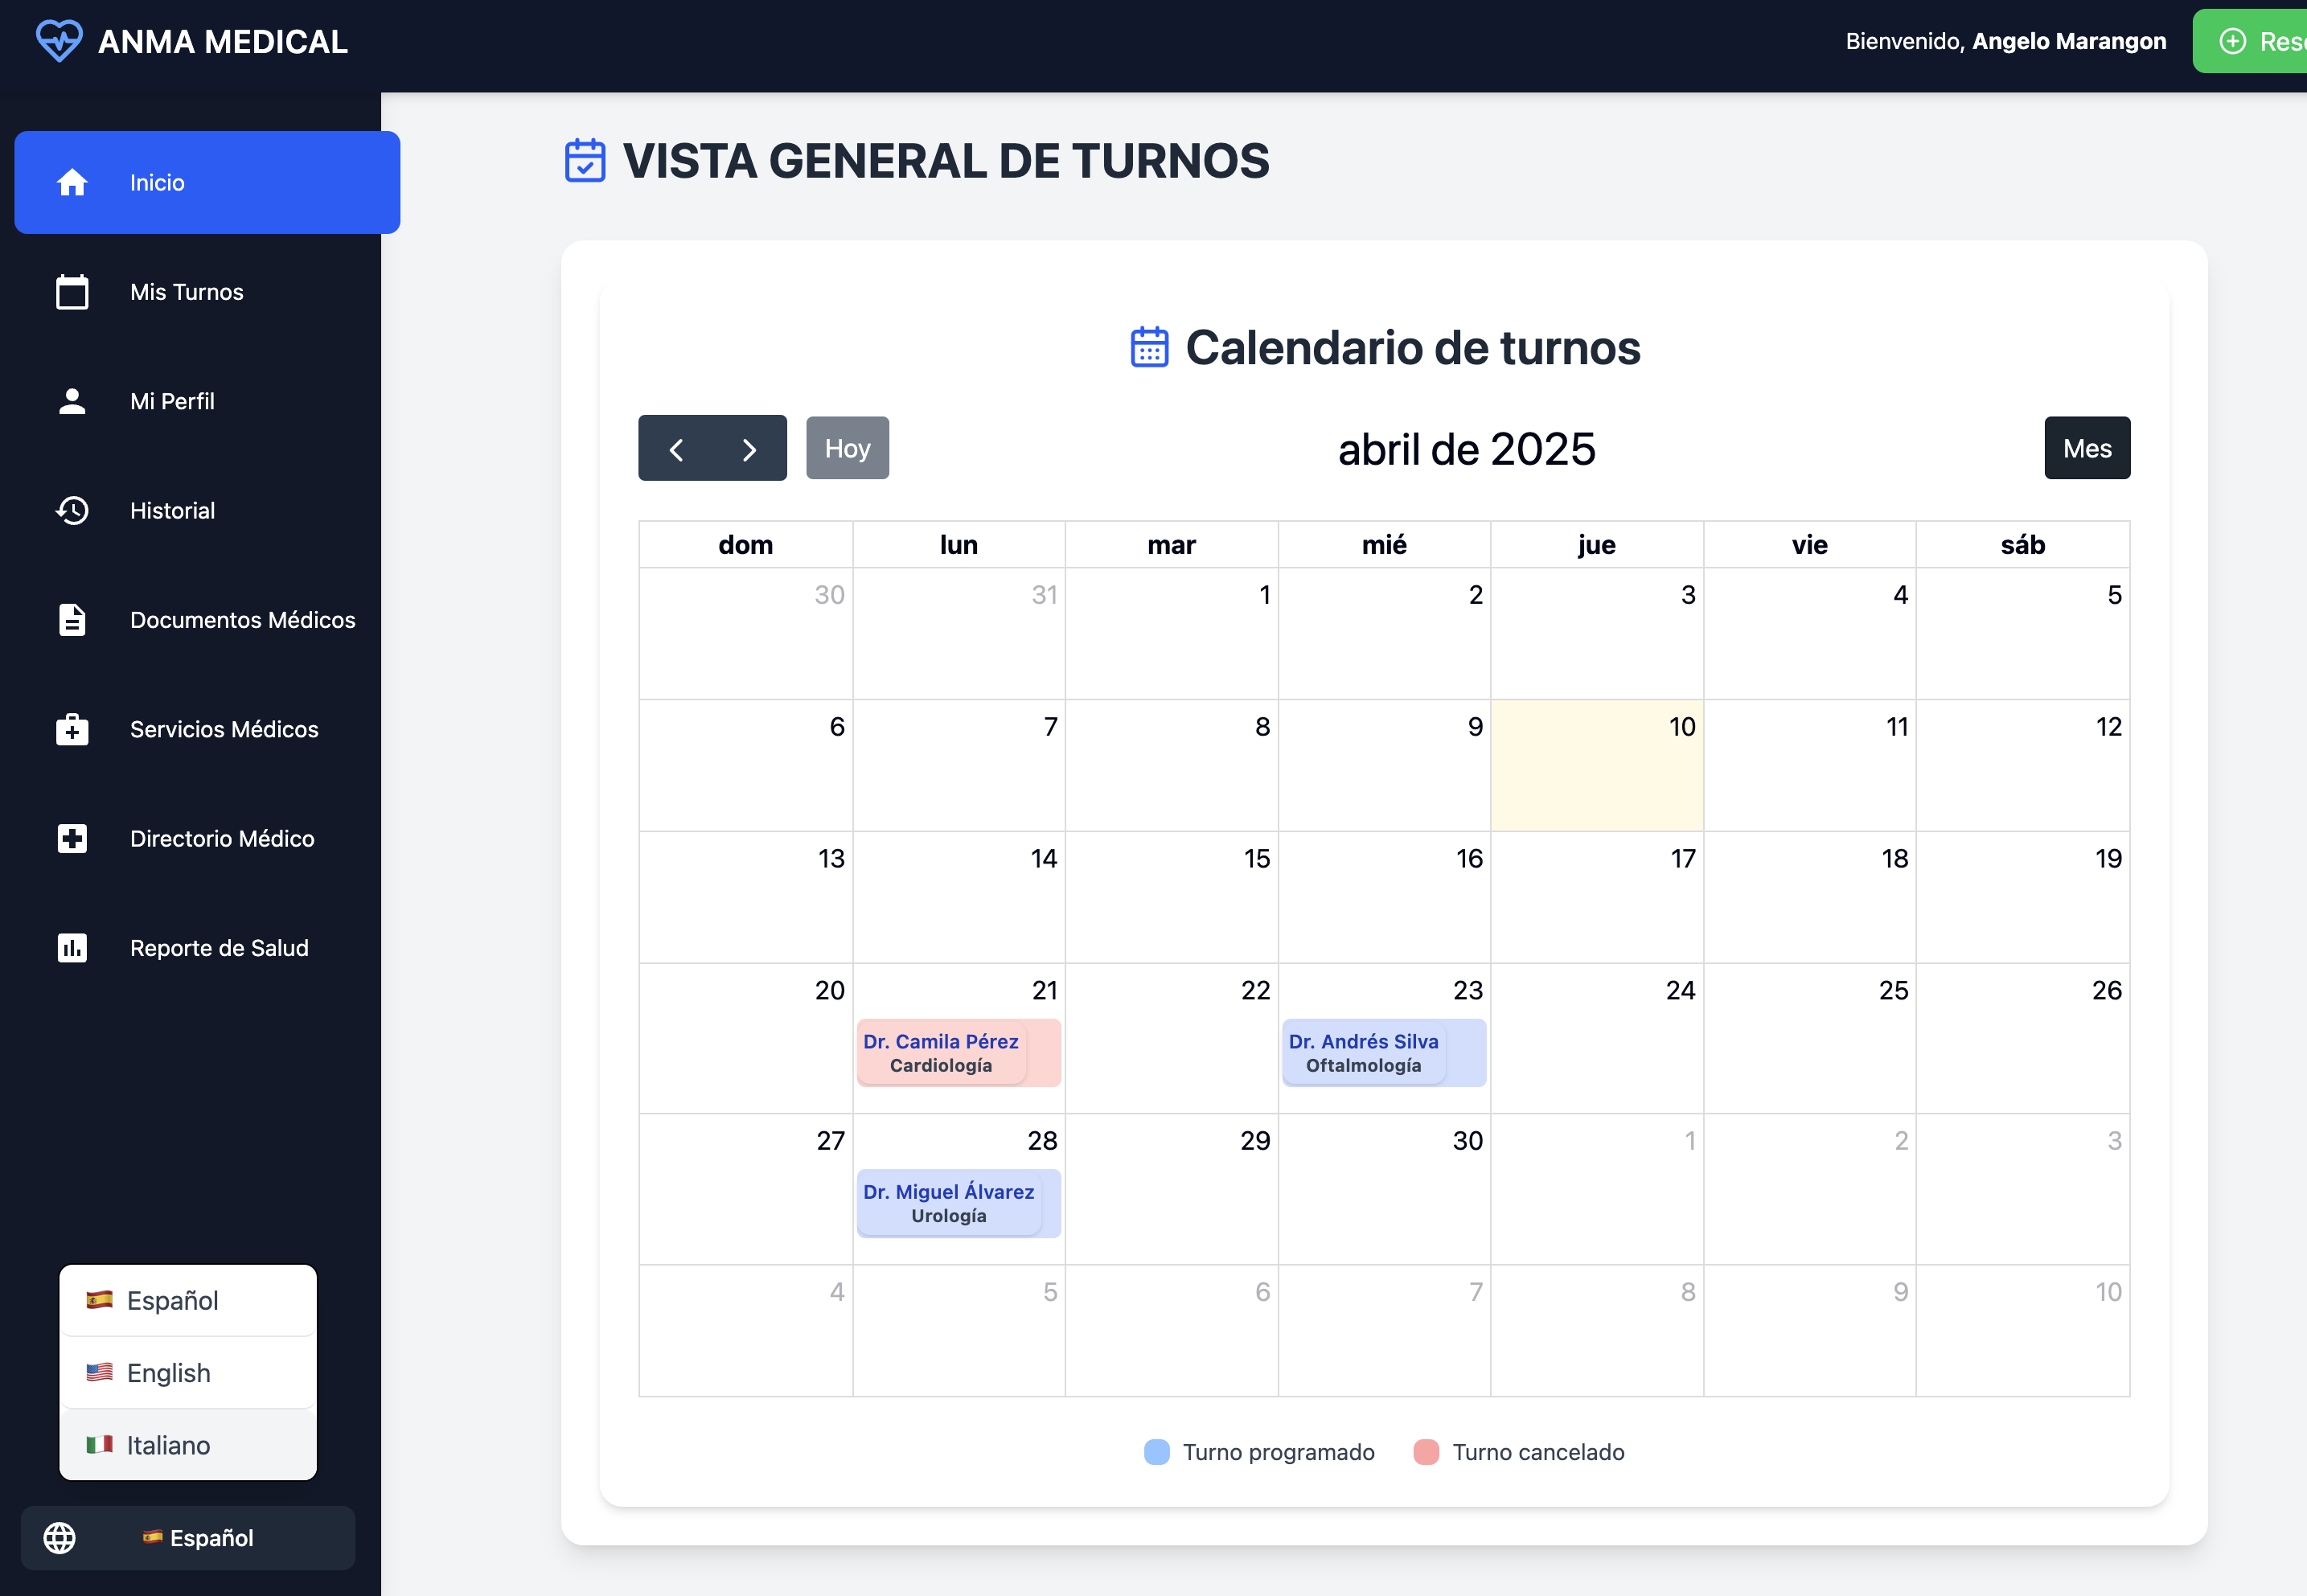 ANMA MEDICAL
Bienvenido, Angelo Marangon
Inicio
Mis Turnos
Mi Perfil
Historial
Documentos Médicos
Servicios Médicos
Directorio Médico
Reporte de Salud
Español
English
Italiano
Español
VISTA GENERAL DE TURNOS
Calendario de turnos
Hoy
abril de 2025
Mes
dom lun mar mié jue vie sáb
30 31 1 2 3 4 5
6 7 8 9 10 11 12
13 14 15 16 17 18 19
20 21 22 23 24 25 26
Dr. Camila Pérez
Cardiología
Dr. Andrés Silva
Oftalmología
27 28 29 30 1 2 3
Dr. Miguel Álvarez
Urología
4 5 6 7 8 9 10
Turno programado
Turno cancelado